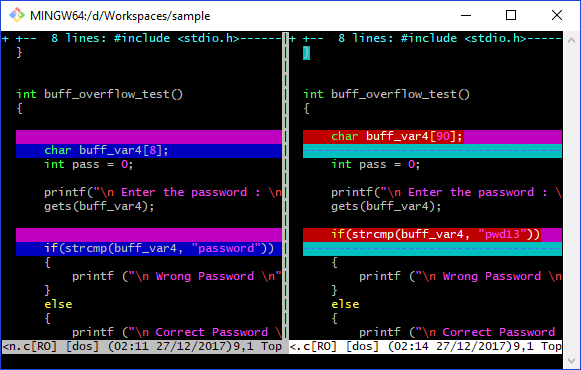 MINGW64:/d/Workspaces/sample
+ +-- 8 lines: #include <stdio.h>------
}
int buff_overflow_test()
{
char buff_var4[8];
int pass = 0;
printf("\n Enter the password : \n
gets(buff_var4);
if(strcmp(buff_var4, "password"))
{
printf ("\n Wrong Password \n"
}
else
{
printf ("\n Correct Password \
<n.c[RO] [dos] (02:11 27/12/2017)9,1 Top
+ +-- 8 lines: #include <stdio.h>------
}
int buff_overflow_test()
{
char buff_var4[90];
int pass = 0;
printf("\n Enter the password : \
gets(buff_var4);
if(strcmp(buff_var4, "pwd13"))
{
printf ("\n Wrong Password \n
}
else
{
printf ("\n Correct Password
<.c[RO] [dos] (02:14 27/12/2017)9,1 Top